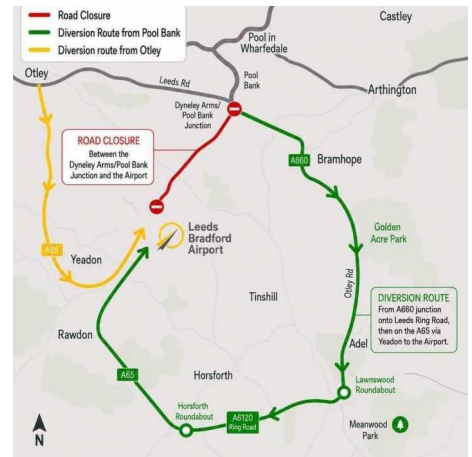 Road Closure
Diversion Route from Pool Bank
Diversion route from Otley
Castley
Pool in
Wharfedale
Otley
Leeds Rd
Pool
Bank
Arthington
Dyneley Arms/
Pool Bank
Junction
ROAD CLOSURE
Between the
Dyneley Arms/Pool Bank
Junction and the Airport
A660
Bramhope
Golden
Acre Park
Leeds
Bradford
Airport
A65
Yeadon
Otley Rd
Tinshill
DIVERSION ROUTE
From A660 junction
onto Leeds Ring Road,
then on the A65 via
Yeadon to the Airport.
Rawdon
Adel
A65
Horsforth
Lawnswood
Roundabout
Horsforth
Roundabout
A6120
Ring Road
Meanwood
Park
N